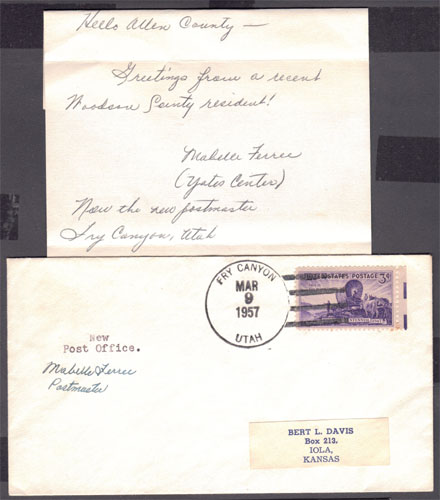 Hello Allen County —
Greetings from a recent
Woodson County resident!
Mabelle Ferree
(Yates Center)
Now the new postmaster
Fry Canyon, Utah
FRY CANYON
MAR
9
1957
UTAH
STATES POSTAGE
3¢
New
Post Office.
Mabelle Ferree
Postmaster
BERT L. DAVIS
Box 213,
IOLA,
KANSAS